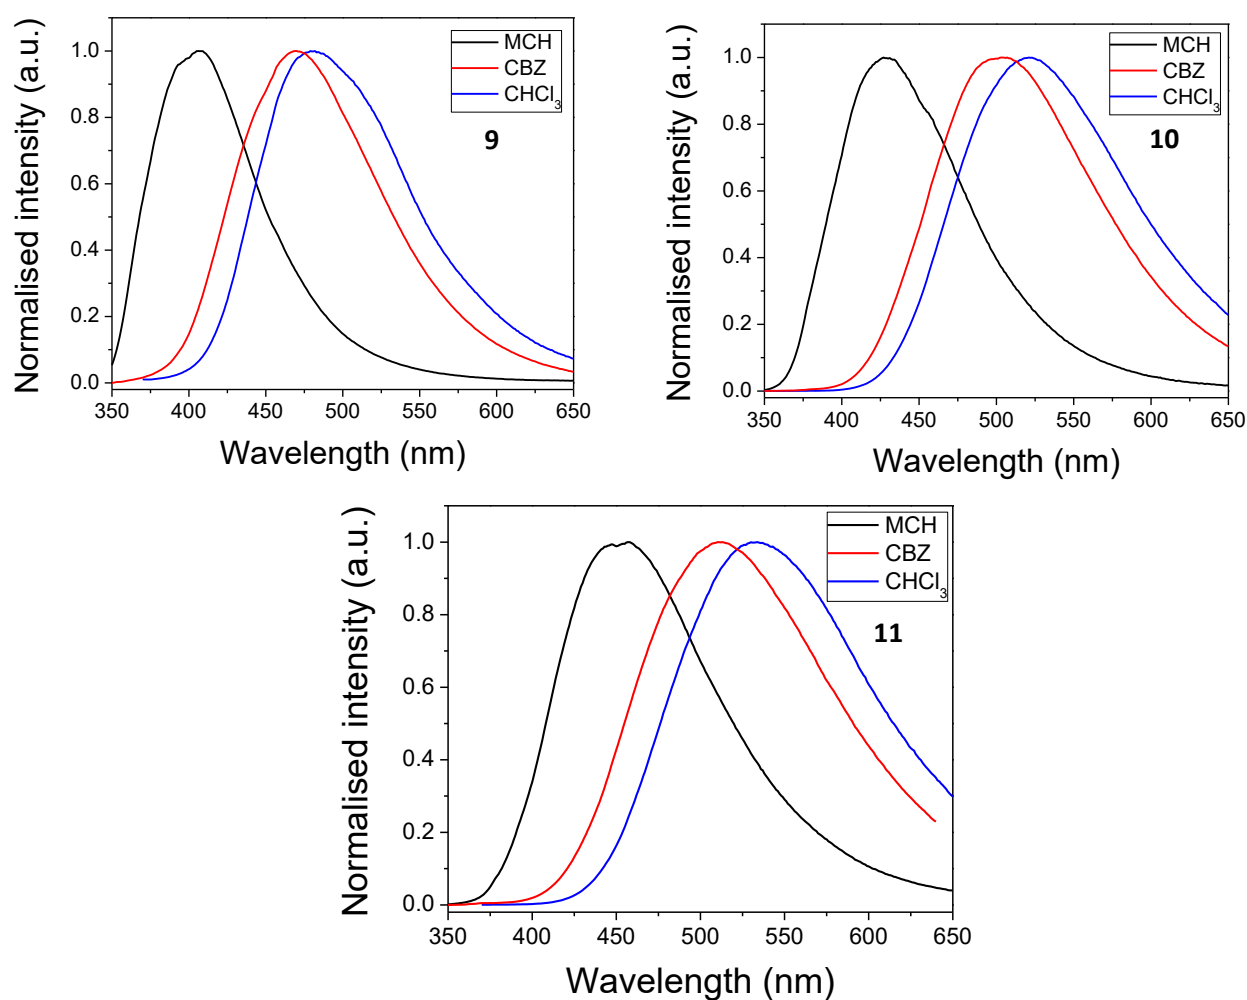 Normalised intensity (a.u.)
1.0
0.8
0.6
0.4
0.2
0.0
MCH
CBZ
CHCl₃
9
350 400 450 500 550 600 650
Wavelength (nm)
Normalised intensity (a.u.)
1.0
0.8
0.6
0.4
0.2
0.0
MCH
CBZ
CHCl₃
10
350 400 450 500 550 600 650
Wavelength (nm)
Normalised intensity (a.u.)
1.0
0.8
0.6
0.4
0.2
0.0
MCH
CBZ
CHCl₃
11
350 400 450 500 550 600 650
Wavelength (nm)